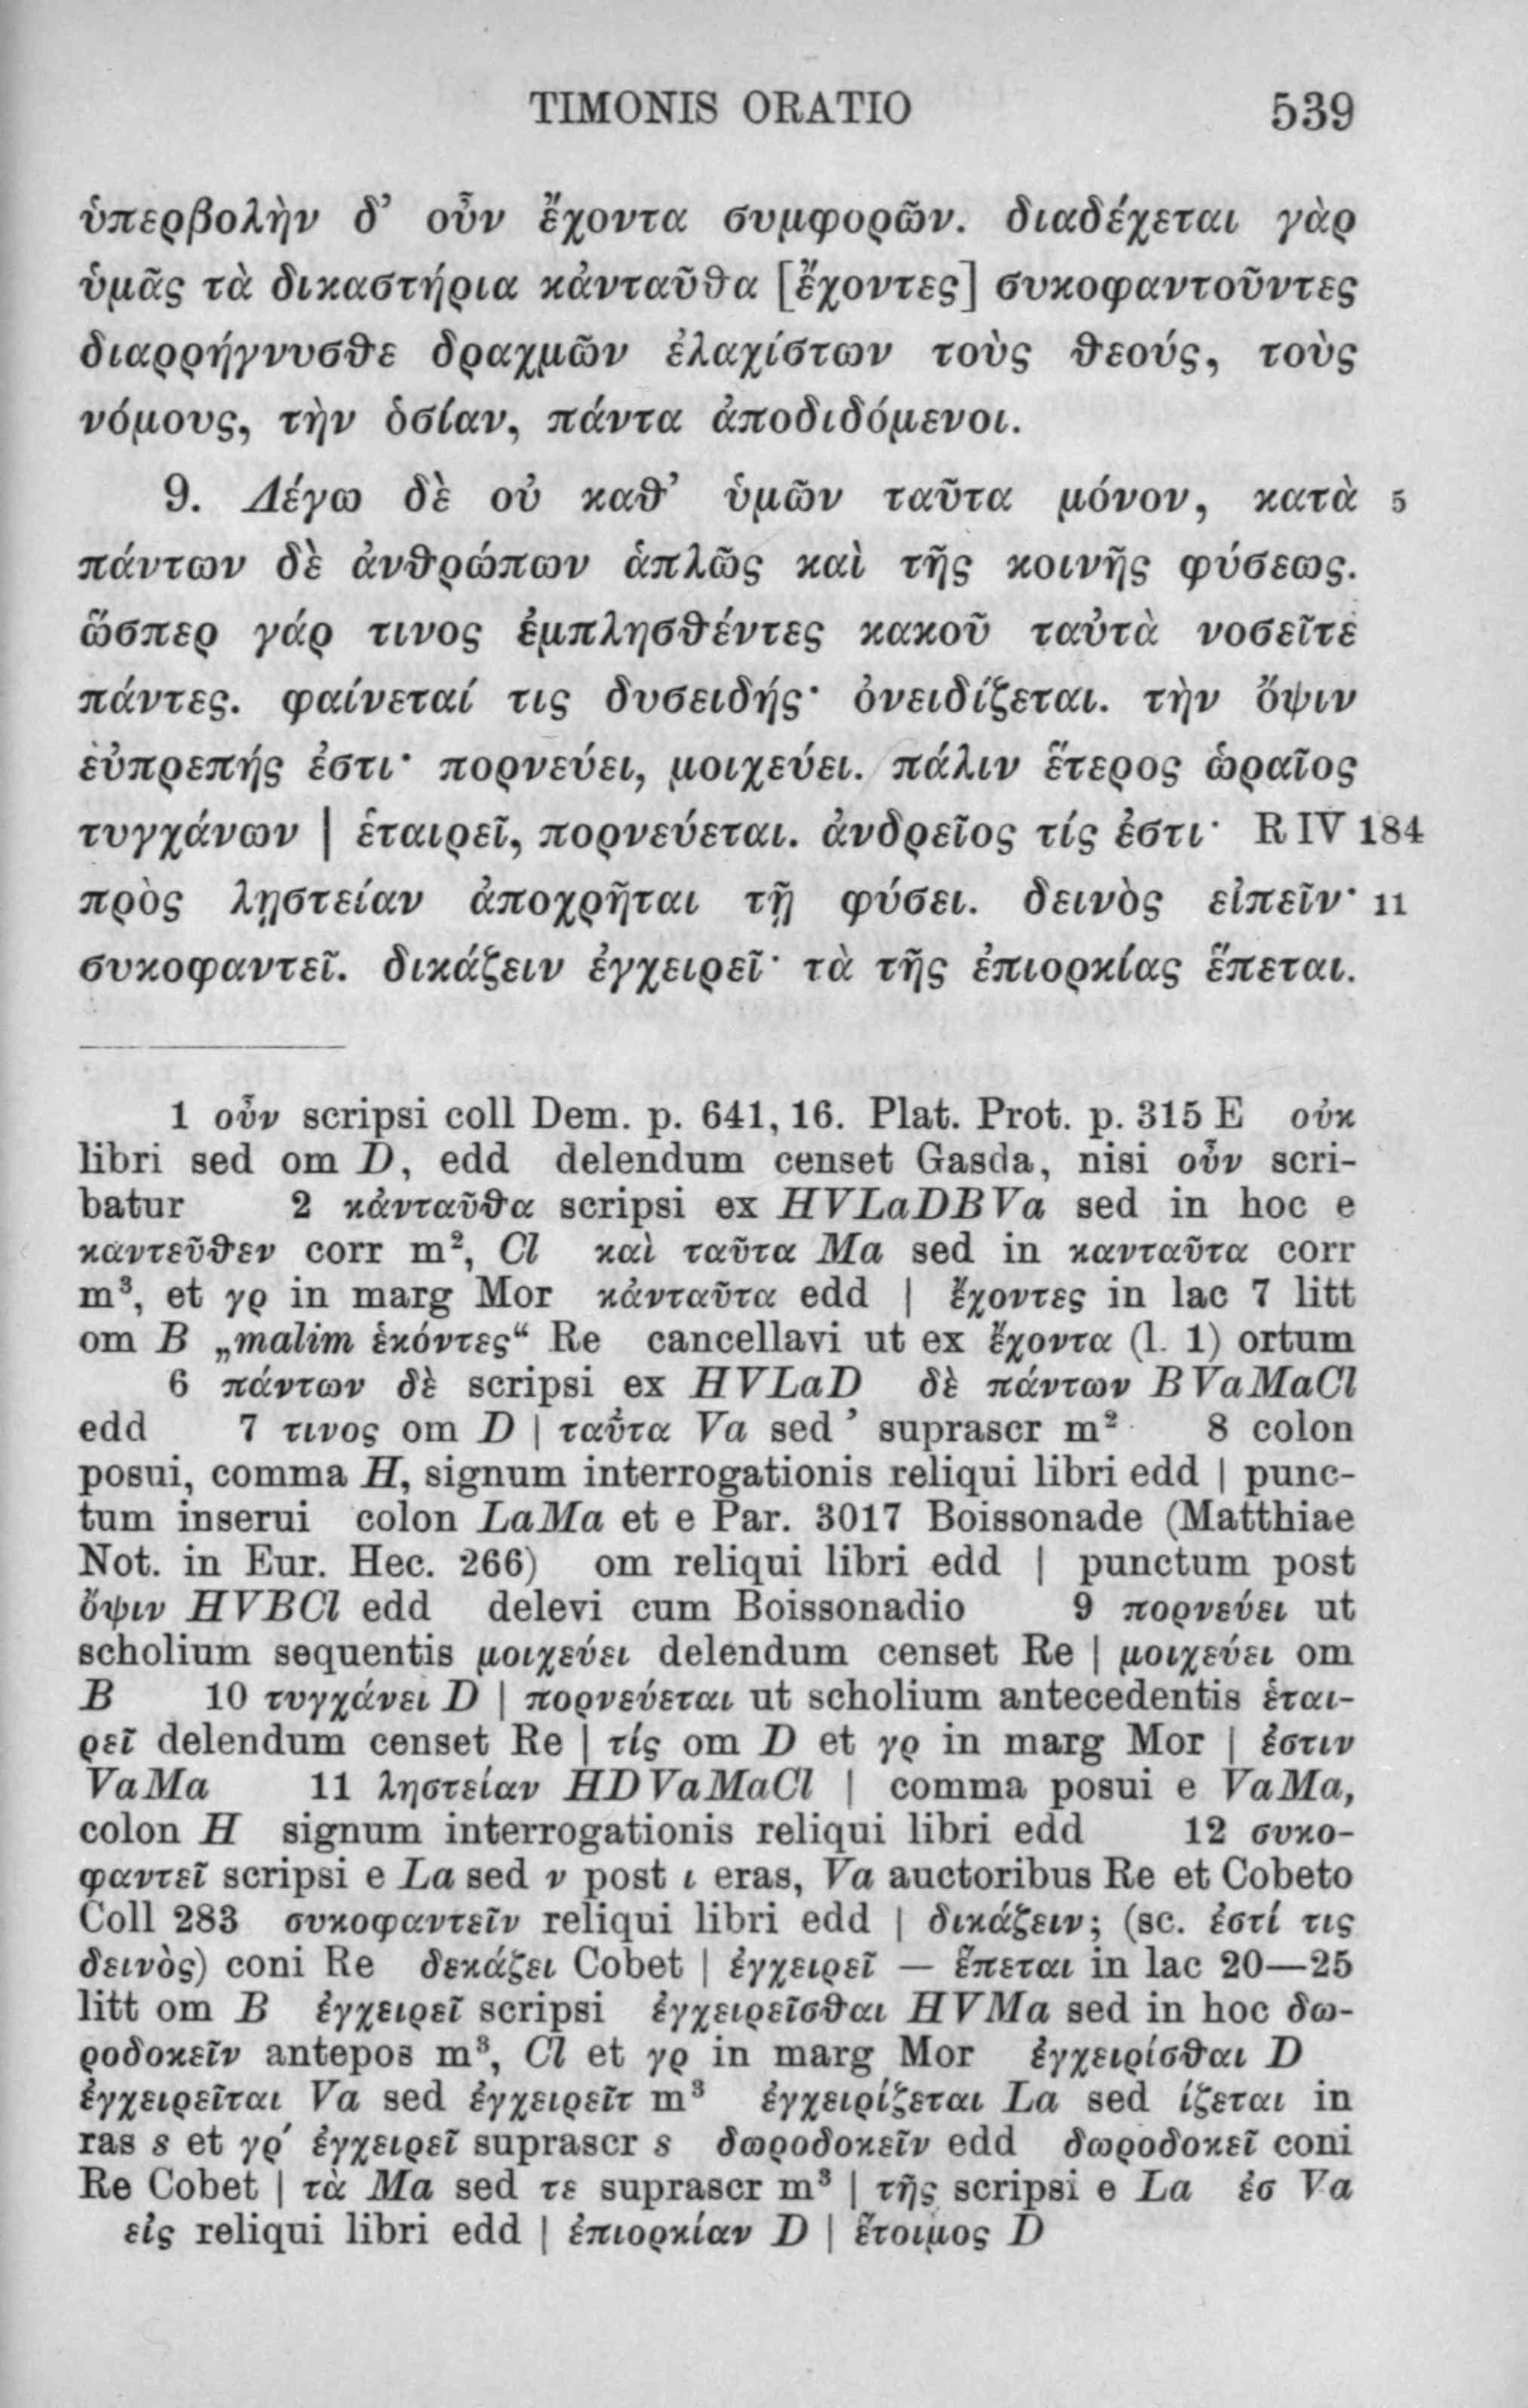 TIMONIS ORATIO 539
ὑπερβολὴν δ’ οὖν ἔχοντα συμφορῶν. διαδέχεται γὰρ
ὑμᾶς τὰ δικαστήρια κἀνταῦθα [ἔχοντες] συκοφαντοῦντες
διαρρήγνυσθε δραχμῶν ἐλαχίστων τοὺς θεούς, τοὺς
νόμους, τὴν ὁσίαν, πάντα ἀποδιδόμενοι.
9. Λέγω δὲ οὐ καθ’ ὑμῶν ταῦτα μόνον, κατὰ 5
πάντων δὲ ἀνθρώπων ἁπλῶς καὶ τῆς κοινῆς φύσεως.
ὥσπερ γάρ τινος ἐμπλησθέντες κακοῦ ταὐτὰ νοσεῖτε
πάντες. φαίνεταί τις δυσειδής· ὀνειδίζεται. τὴν ὄψιν
εὐπρεπής ἐστι· πορνεύει, μοιχεύει. πάλιν ἕτερος ὡραῖος
τυγχάνων | ἑταιρεῖ, πορνεύεται. ἀνδρεῖος τίς ἐστι· R IV 184
πρὸς λῃστείαν ἀποχρῆται τῇ φύσει. δεινὸς εἰπεῖν· 11
συκοφαντεῖ. δικάζειν ἐγχειρεῖ· τὰ τῆς ἐπιορκίας ἕπεται.
1 οὖν scripsi coll Dem. p. 641, 16. Plat. Prot. p. 315 E οὐκ
libri sed om D, edd delendum censet Gasda, nisi οὖν scri-
batur 2 κἀνταῦθα scripsi ex HVLaDBVa sed in hoc e
καντεῦθεν corr m², Cl καὶ ταῦτα Ma sed in κανταῦτα corr
m³, et γρ in marg Mor κἀνταῦτα edd | ἔχοντες in lac 7 litt
om B „malim ἑκόντες“ Re cancellavi ut ex ἔχοντα (l. 1) ortum
6 πάντων δὲ scripsi ex HVLaD δὲ πάντων BVaMaCl
edd 7 τινος om D | ταῦτα Va sed ’ suprascr m² 8 colon
posui, comma H, signum interrogationis reliqui libri edd | punc-
tum inserui colon LaMa et e Par. 3017 Boissonade (Matthiae
Not. in Eur. Hec. 266) om reliqui libri edd | punctum post
ὄψιν HVBCl edd delevi cum Boissonadio 9 πορνεύει ut
scholium sequentis μοιχεύει delendum censet Re | μοιχεύει om
B 10 τυγχάνει D | πορνεύεται ut scholium antecedentis ἑται-
ρεῖ delendum censet Re | τίς om D et γρ in marg Mor | ἐστιν
VaMa 11 ληστείαν HDVaMaCl | comma posui e VaMa,
colon H signum interrogationis reliqui libri edd 12 συκο-
φαντεῖ scripsi e La sed ν post ι eras, Va auctoribus Re et Cobeto
Coll 283 συκοφαντεῖν reliqui libri edd | δικάζειν; (sc. ἐστί τις
δεινὸς) coni Re δεκάζει Cobet | ἐγχειρεῖ — ἕπεται in lac 20—25
litt om B ἐγχειρεῖ scripsi ἐγχειρεῖσθαι HVMa sed in hoc δω-
ροδοκεῖν antepos m³, Cl et γρ in marg Mor ἐγχειρίσθαι D
ἐγχειρεῖται Va sed ἐγχειρεῖτ m³ ἐγχειρίζεται La sed ίζεται in
ras s et γρ´ ἐγχειρεῖ suprascr s δωροδοκεῖν edd δωροδοκεῖ coni
Re Cobet | τὰ Ma sed τε suprascr m³ | τῆς scripsi e La ἐσ Va
εἰς reliqui libri edd | ἐπιορκίαν D | ἕτοιμος D